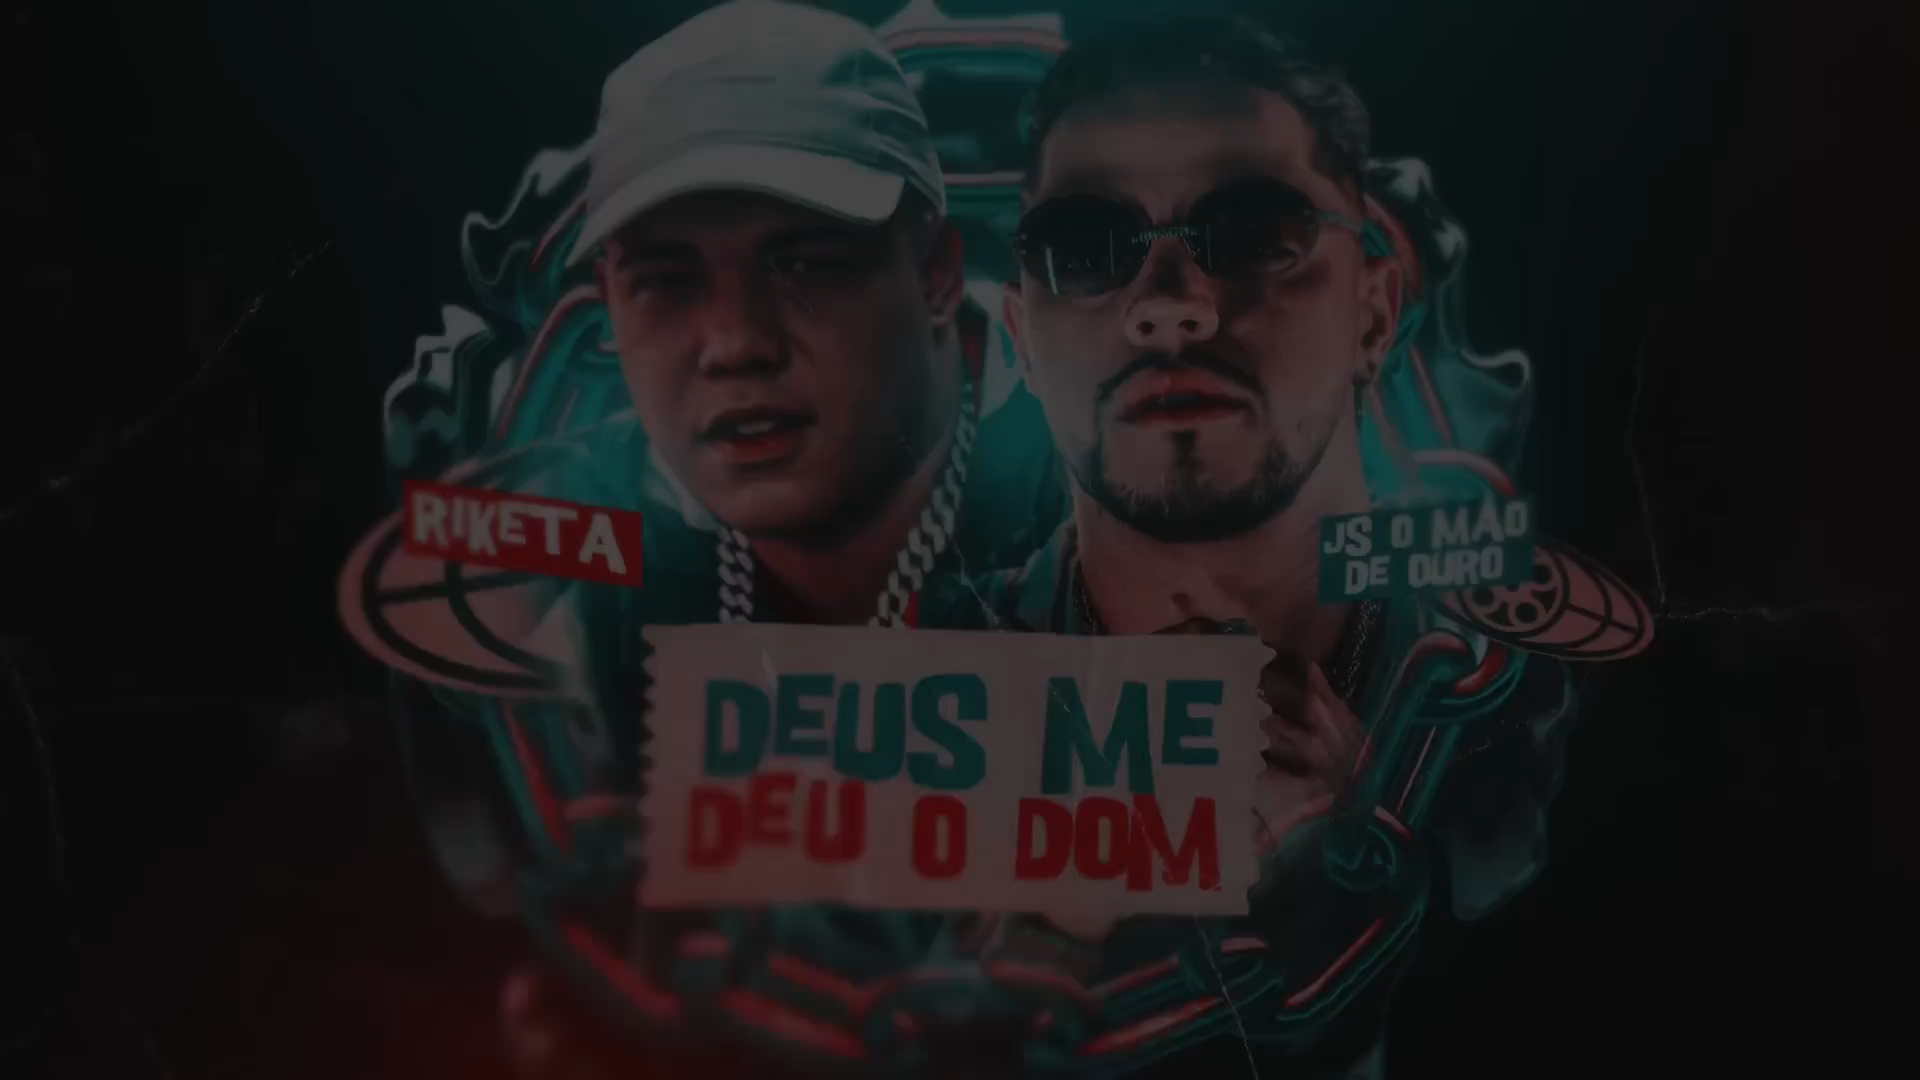 RIKETA
JS O MÃO
DE OURO
DEUS ME
DEU O DOM